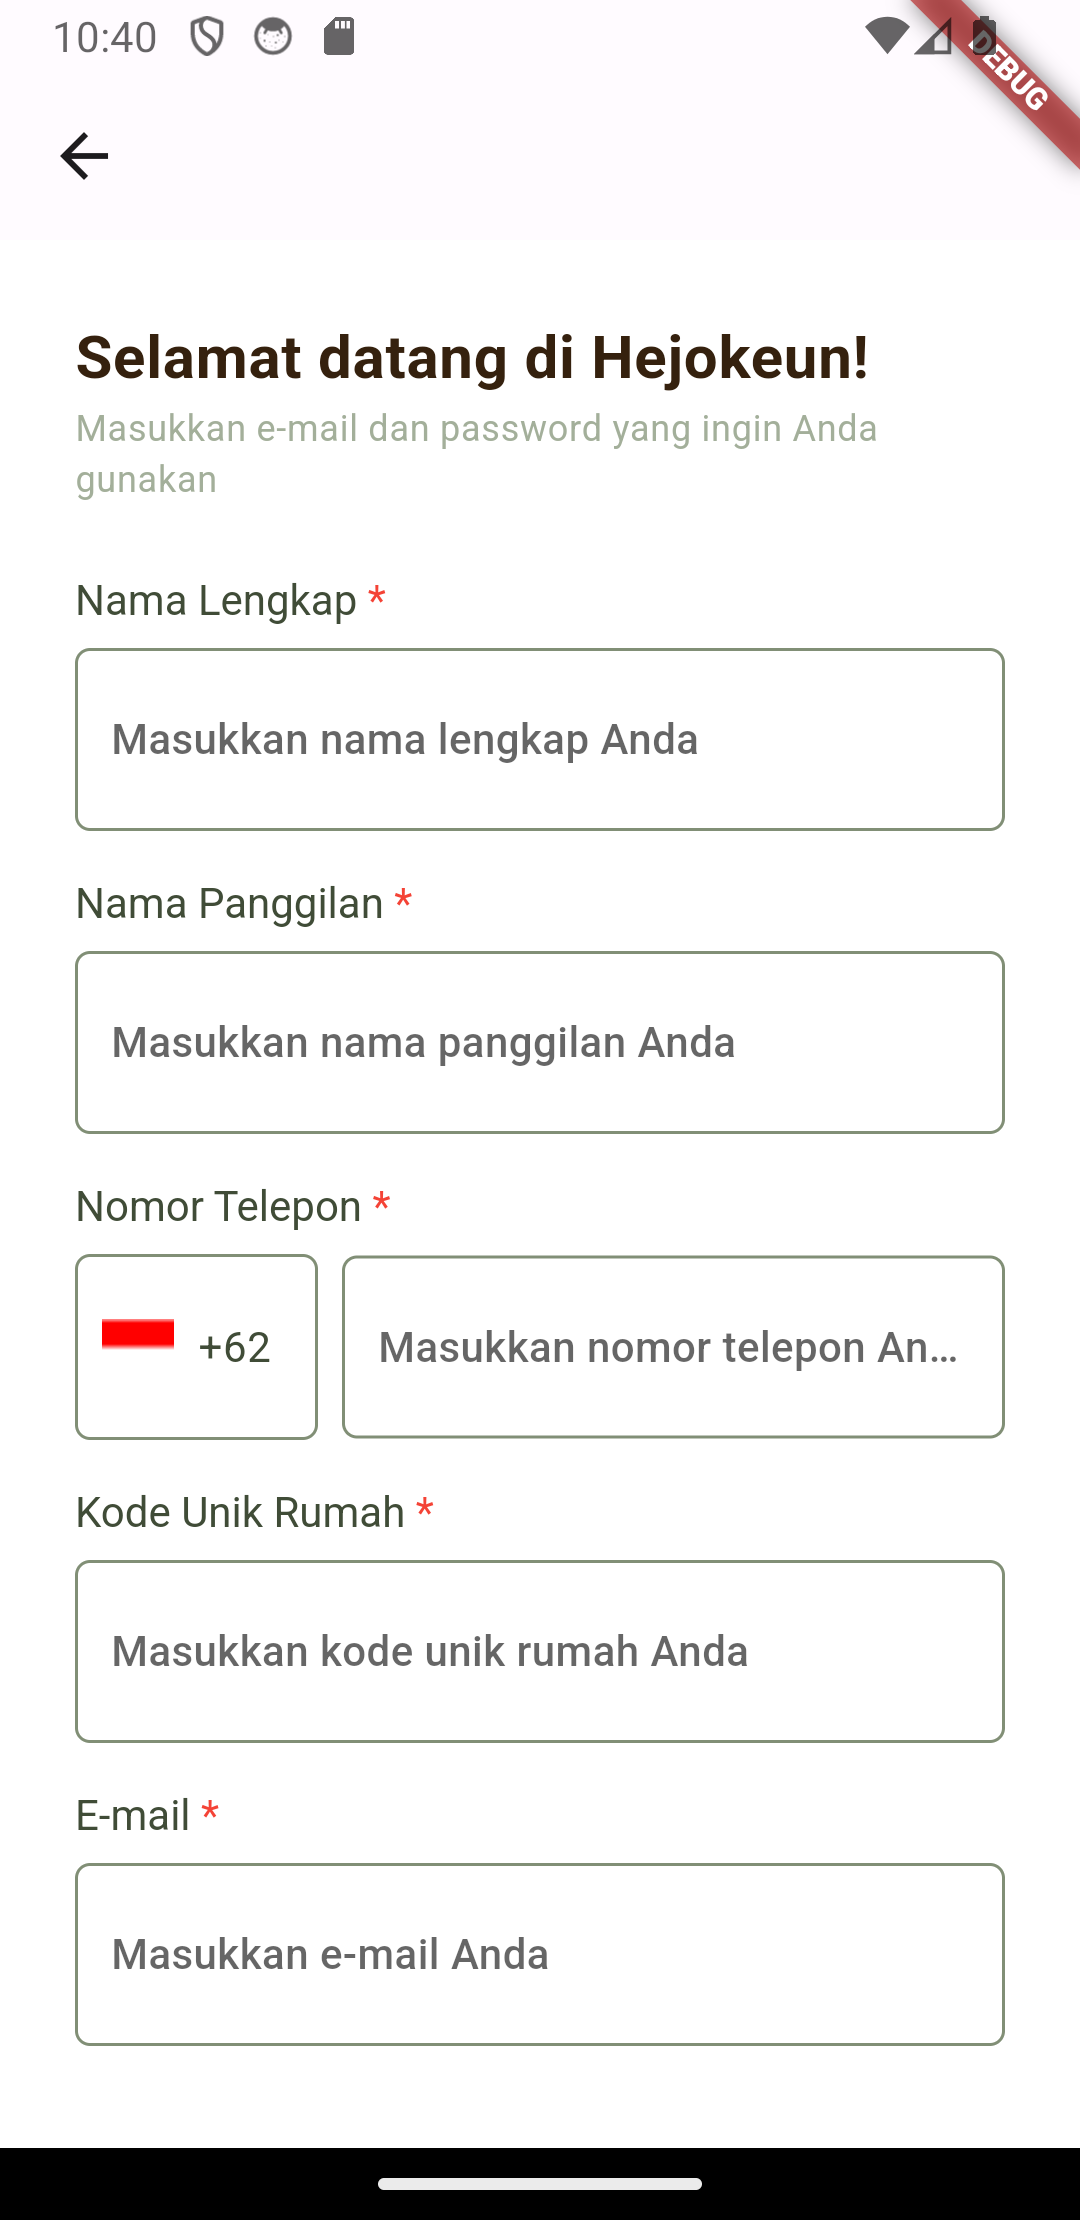 10:40
DEBUG
Selamat datang di Hejokeun!
Masukkan e-mail dan password yang ingin Anda
gunakan
Nama Lengkap *
Masukkan nama lengkap Anda
Nama Panggilan *
Masukkan nama panggilan Anda
Nomor Telepon *
+62 Masukkan nomor telepon An...
Kode Unik Rumah *
Masukkan kode unik rumah Anda
E-mail *
Masukkan e-mail Anda